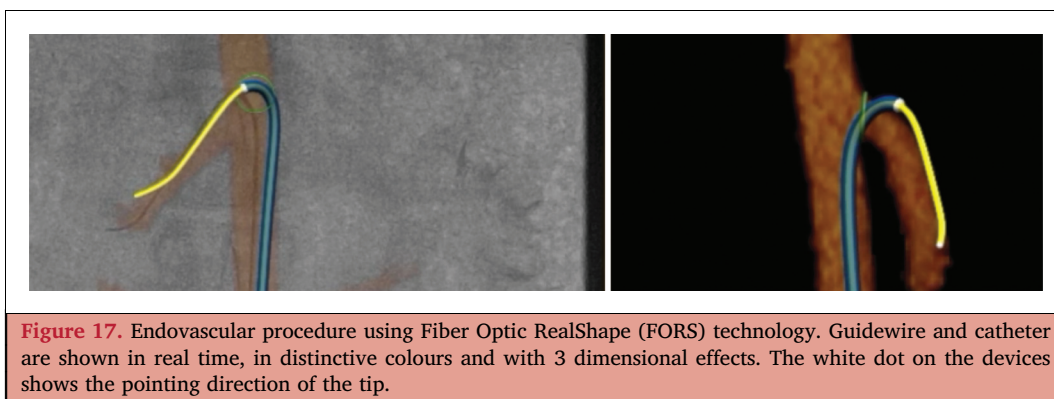 Figure 17. Endovascular procedure using Fiber Optic RealShape (FORS) technology. Guidewire and catheter
are shown in real time, in distinctive colours and with 3 dimensional effects. The white dot on the devices
shows the pointing direction of the tip.